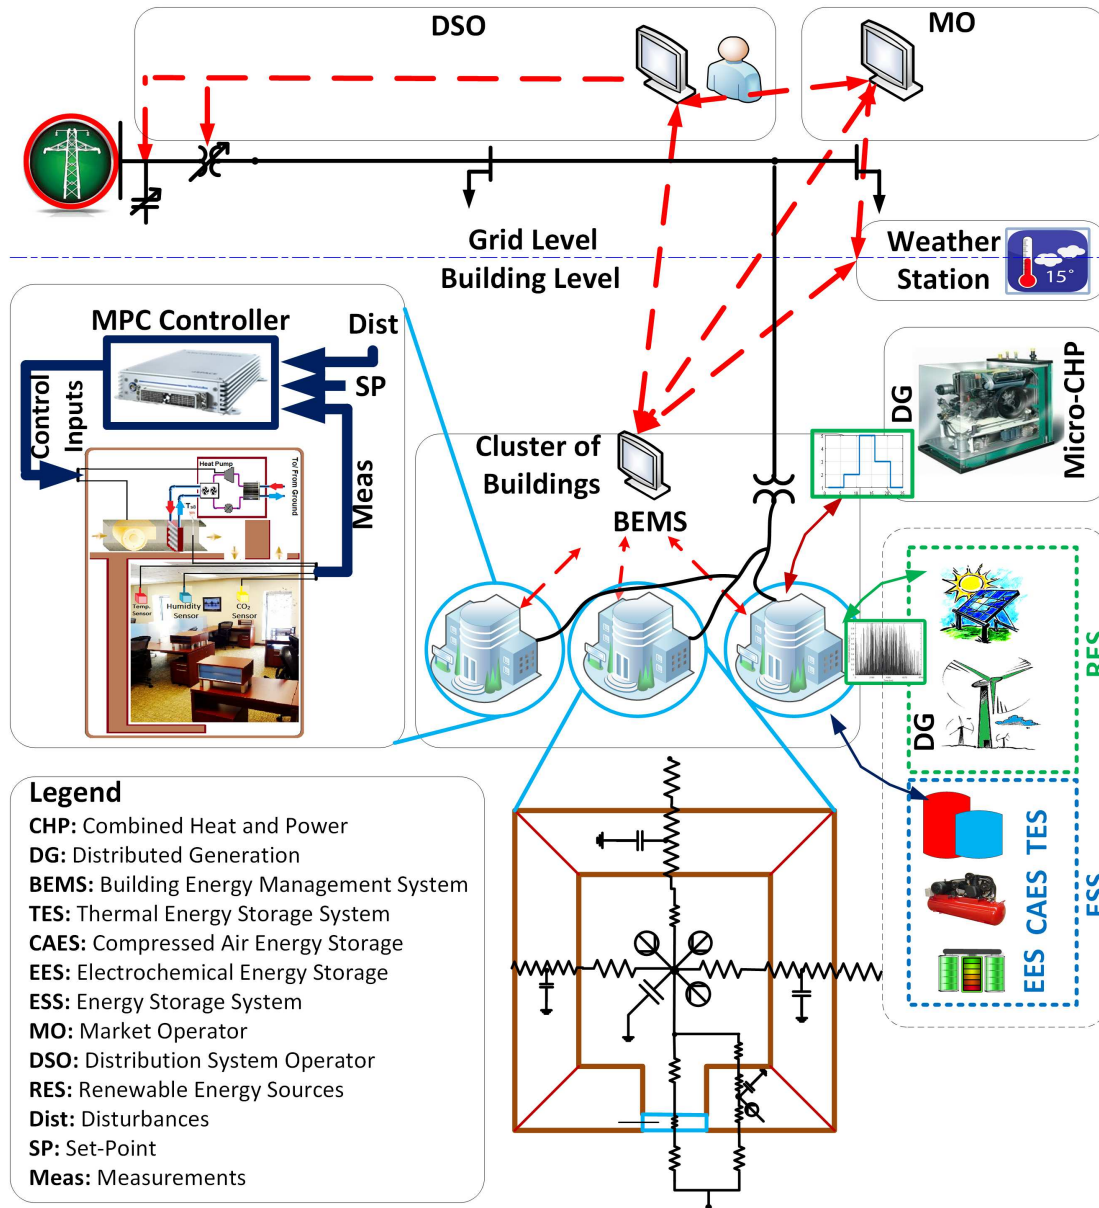 DSO
MO
Grid Level
Building Level
Weather
Station
15°
MPC Controller
Dist
SP
Control
Inputs
Meas
Heat Pump
To/ From Ground
Temp.
Sensor
Humidity
Sensor
CO2
Sensor
Cluster of
Buildings
BEMS
DG
Micro-CHP
DG
RES
TES
CAES
EES
ESS
Legend
CHP: Combined Heat and Power
DG: Distributed Generation
BEMS: Building Energy Management System
TES: Thermal Energy Storage System
CAES: Compressed Air Energy Storage
EES: Electrochemical Energy Storage
ESS: Energy Storage System
MO: Market Operator
DSO: Distribution System Operator
RES: Renewable Energy Sources
Dist: Disturbances
SP: Set-Point
Meas: Measurements